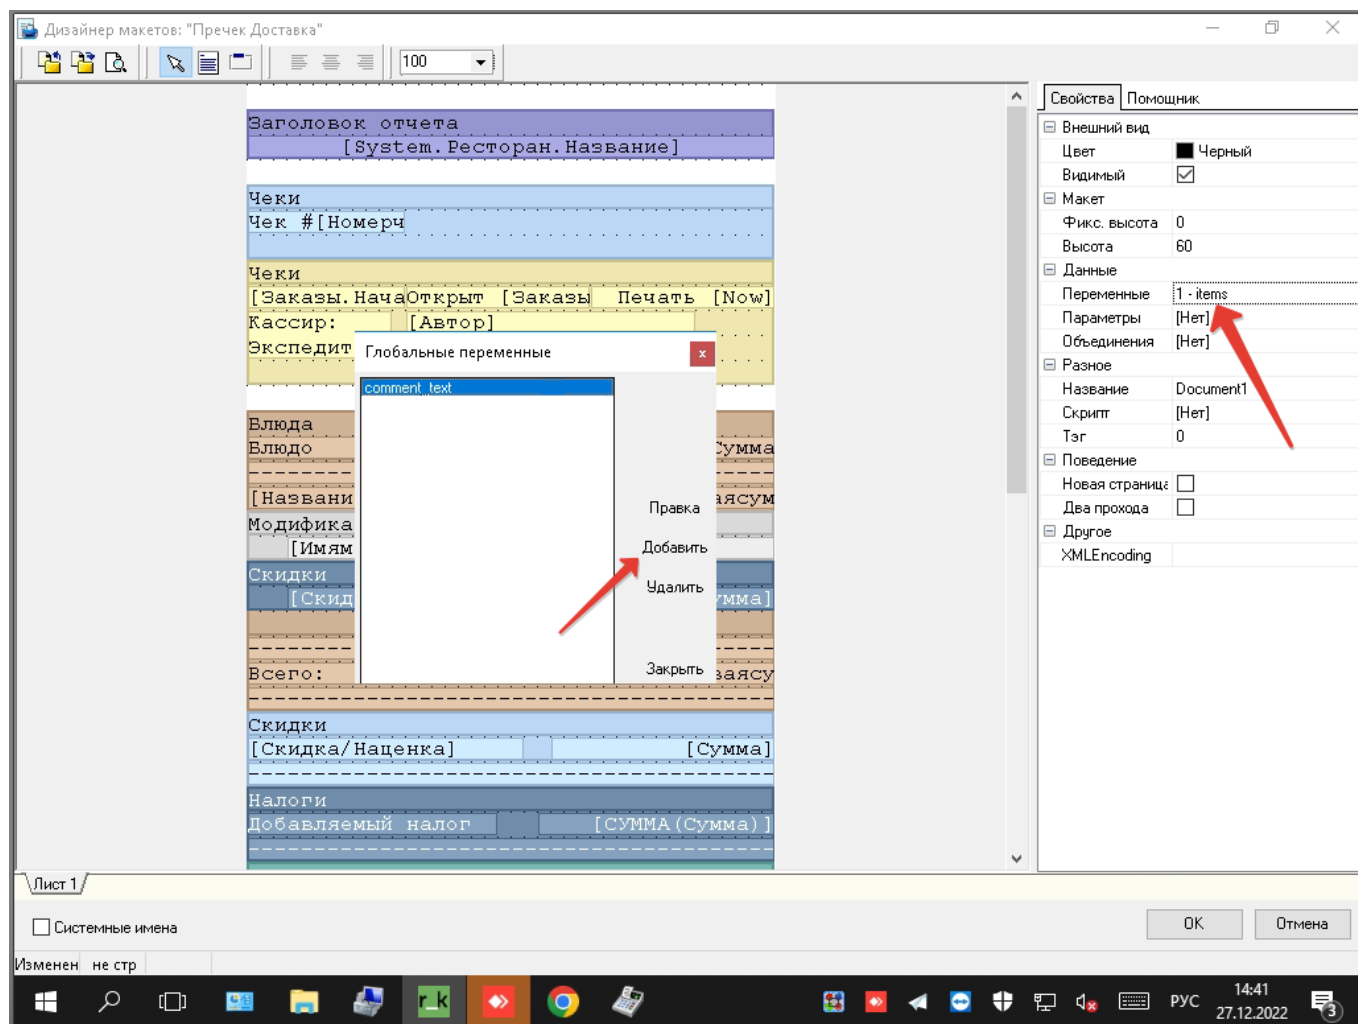 Дизайнер макетов: "Пречек Доставка"
100
Свойства
Помощник
Заголовок отчета
[System.Ресторан.Название]
Чеки
Чек #[Номерч
Чеки
[Заказы.Нача
Открыт [Заказы
Печать [Now]
Кассир:
[Автор]
Экспедит
Глобальные переменные
x
comment_text
Правка
Добавить
Удалить
Закрыть
Блюда
Блюдо
Сумма
[Названи
аясум
Модифика
[Имям
Скидки
[Скид
умма]
Всего:
ваясу
Скидки
[Скидка/Наценка]
[Сумма]
Налоги
Добавляемый налог
[СУММА(Сумма)]
Внешний вид
Цвет Черный
Видимый
Макет
Фикс. высота 0
Высота 60
Данные
Переменные 1 - items
Параметры [Нет]
Объединения [Нет]
Разное
Название Document1
Скрипт [Нет]
Тэг 0
Поведение
Новая страница
Два прохода
Другое
XMLEncoding
Лист 1
Системные имена
OK
Отмена
Изменен
не стр
r_k
РУС
14:41
27.12.2022
3